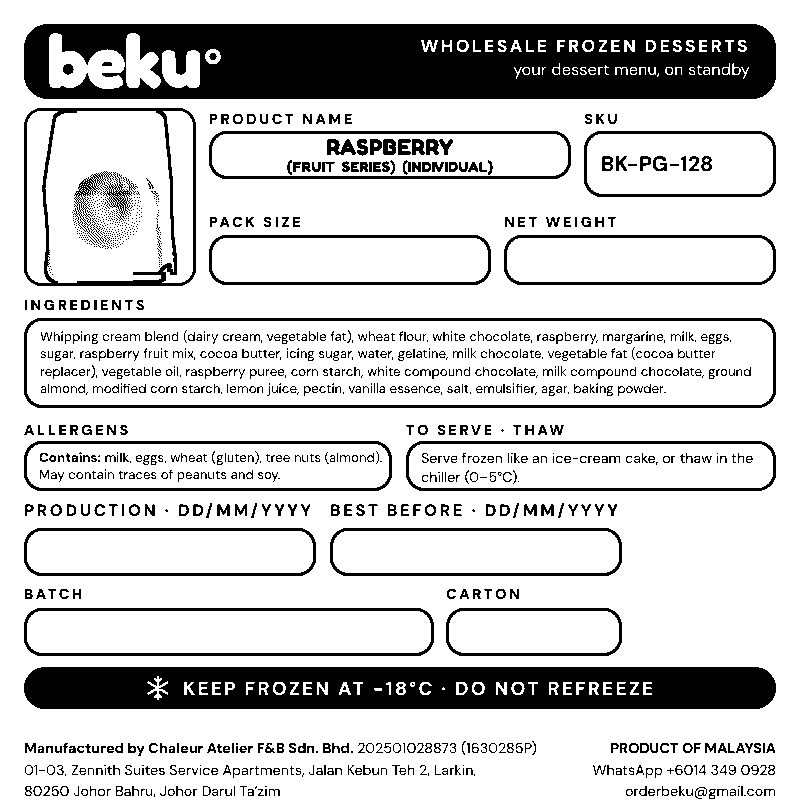 beku°
WHOLESALE FROZEN DESSERTS
your dessert menu, on standby
PRODUCT NAME
RASPBERRY
(FRUIT SERIES) (INDIVIDUAL)
SKU
BK-PG-128
PACK SIZE
NET WEIGHT
INGREDIENTS
Whipping cream blend (dairy cream, vegetable fat), wheat flour, white chocolate, raspberry, margarine, milk, eggs,
sugar, raspberry fruit mix, cocoa butter, icing sugar, water, gelatine, milk chocolate, vegetable fat (cocoa butter
replacer), vegetable oil, raspberry puree, corn starch, white compound chocolate, milk compound chocolate, ground
almond, modified corn starch, lemon juice, pectin, vanilla essence, salt, emulsifier, agar, baking powder.
ALLERGENS
Contains: milk, eggs, wheat (gluten), tree nuts (almond).
May contain traces of peanuts and soy.
TO SERVE · THAW
Serve frozen like an ice-cream cake, or thaw in the
chiller (0–5°C).
PRODUCTION · DD/MM/YYYY
BEST BEFORE · DD/MM/YYYY
BATCH
CARTON
KEEP FROZEN AT -18°C · DO NOT REFREEZE
Manufactured by Chaleur Atelier F&B Sdn. Bhd. 202501028873 (1630286P)
01-03, Zennith Suites Service Apartments, Jalan Kebun Teh 2, Larkin,
80250 Johor Bahru, Johor Darul Ta'zim
PRODUCT OF MALAYSIA
WhatsApp +6014 349 0928
orderbeku@gmail.com